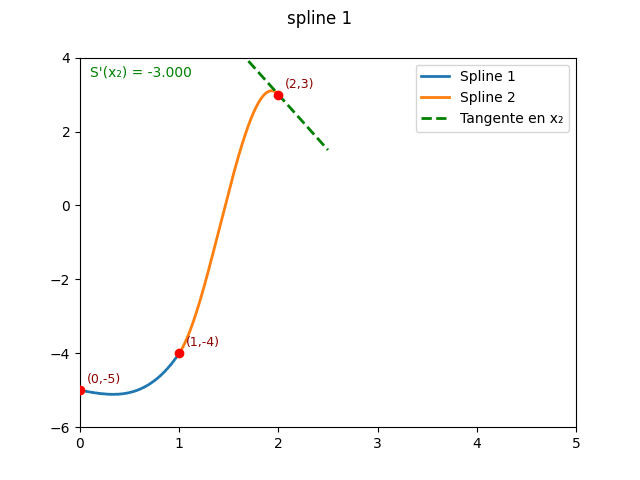 spline 1
S'(x₂) = -3.000
(2,3)
Spline 1
Spline 2
Tangente en x₂
(1,-4)
(0,-5)
4
2
0
−2
−4
−6
0 1 2 3 4 5